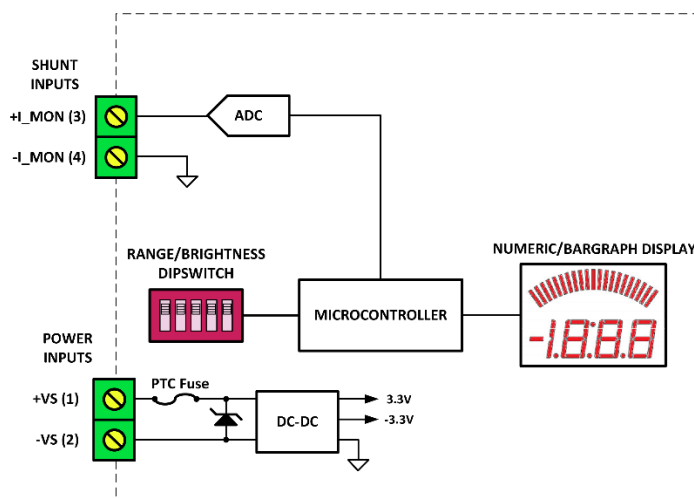 SHUNT
INPUTS
+I_MON (3)
ADC
-I_MON (4)
RANGE/BRIGHTNESS
DIPSWITCH
NUMERIC/BARGRAPH DISPLAY
MICROCONTROLLER
-1.8:8.8
POWER
INPUTS
PTC Fuse
+VS (1)
3.3V
DC-DC
-3.3V
-VS (2)